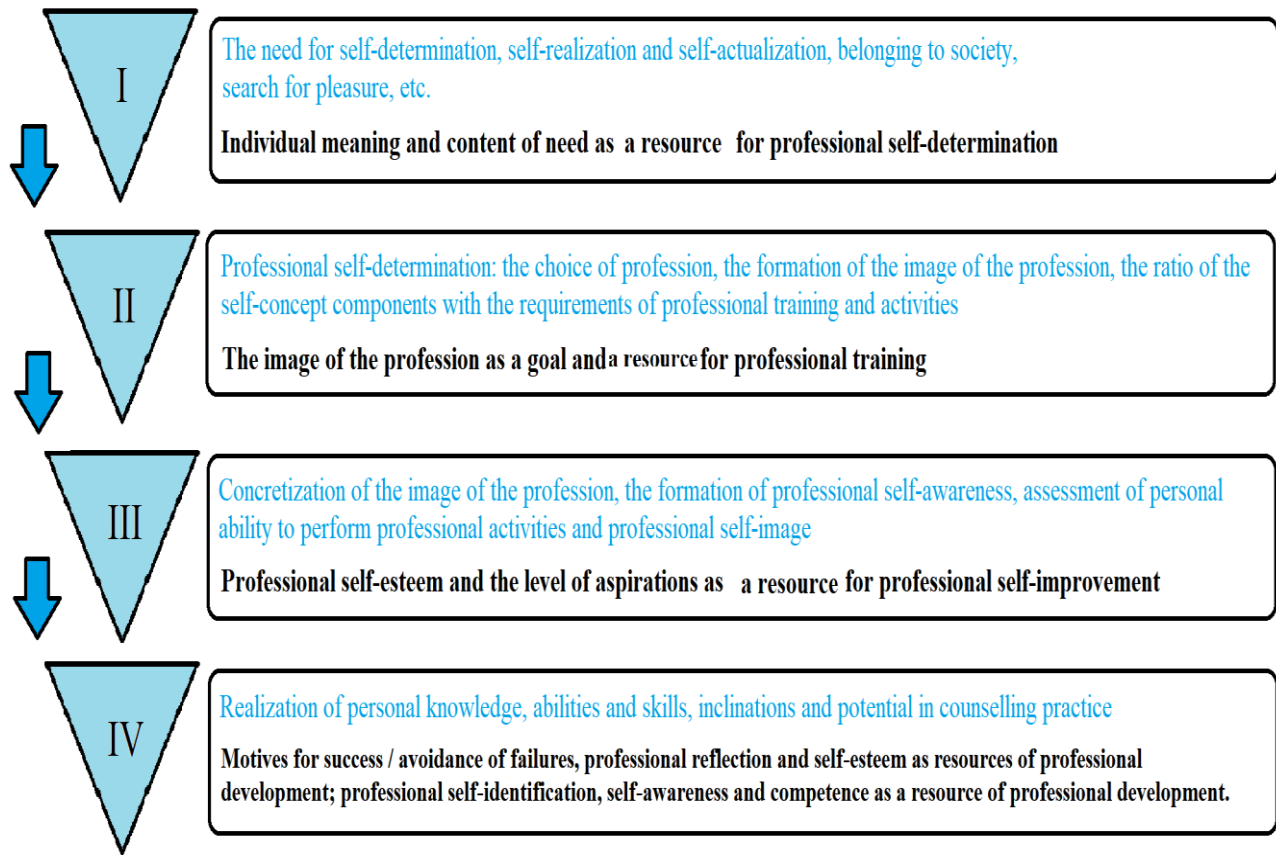 I
The need for self-determination, self-realization and self-actualization, belonging to society,
search for pleasure, etc.
Individual meaning and content of need as a resource for professional self-determination
II
Professional self-determination: the choice of profession, the formation of the image of the profession, the ratio of the
self-concept components with the requirements of professional training and activities
The image of the profession as a goal and a resource for professional training
III
Concretization of the image of the profession, the formation of professional self-awareness, assessment of personal
ability to perform professional activities and professional self-image
Professional self-esteem and the level of aspirations as a resource for professional self-improvement
IV
Realization of personal knowledge, abilities and skills, inclinations and potential in counselling practice
Motives for success / avoidance of failures, professional reflection and self-esteem as resources of professional
development; professional self-identification, self-awareness and competence as a resource of professional development.